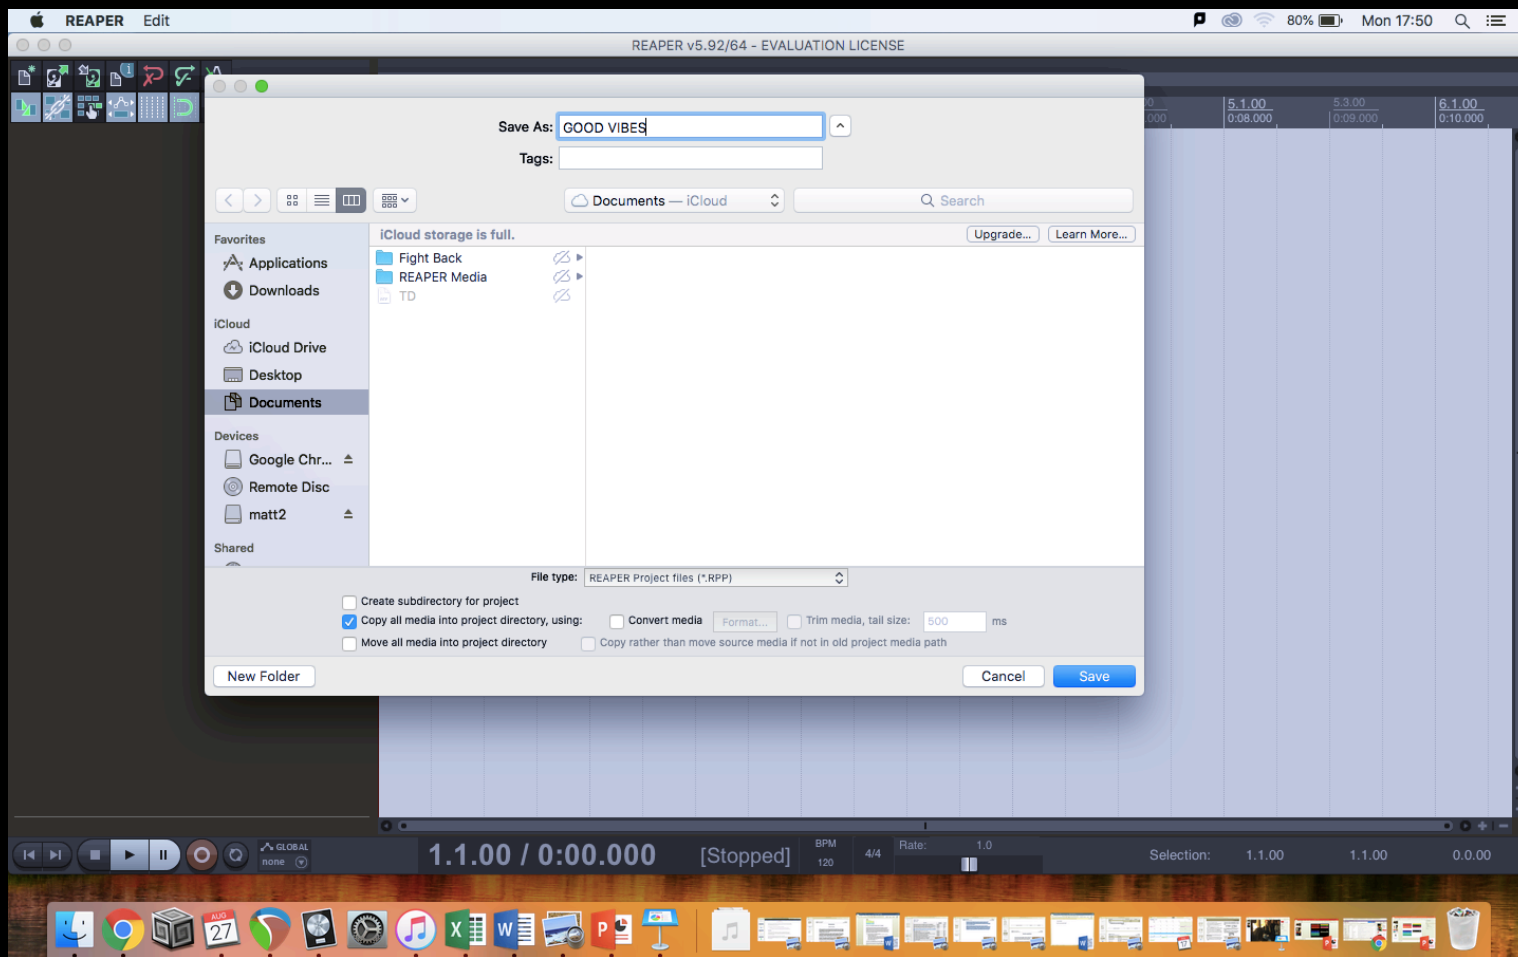 REAPER Edit 80% Mon 17:50
REAPER v5.92/64 - EVALUATION LICENSE
5.1.00 5.3.00 6.1.00
0:08.000 0:09.000 0:10.000
Save As: GOOD VIBES
Tags:
Documents — iCloud
Search
Favorites
Applications
Downloads
iCloud
iCloud Drive
Desktop
Documents
Devices
Google Chr...
Remote Disc
matt2
Shared
iCloud storage is full. Upgrade... Learn More...
Fight Back
REAPER Media
TD
File type: REAPER Project files (*.RPP)
Create subdirectory for project
Copy all media into project directory, using: Convert media Format... Trim media, tail size: 500 ms
Move all media into project directory Copy rather than move source media if not in old project media path
New Folder Cancel Save
GLOBAL
none
1.1.00 / 0:00.000 [Stopped]
BPM
120
4/4
Rate: 1.0
Selection: 1.1.00 1.1.00 0.0.00
AUG
27